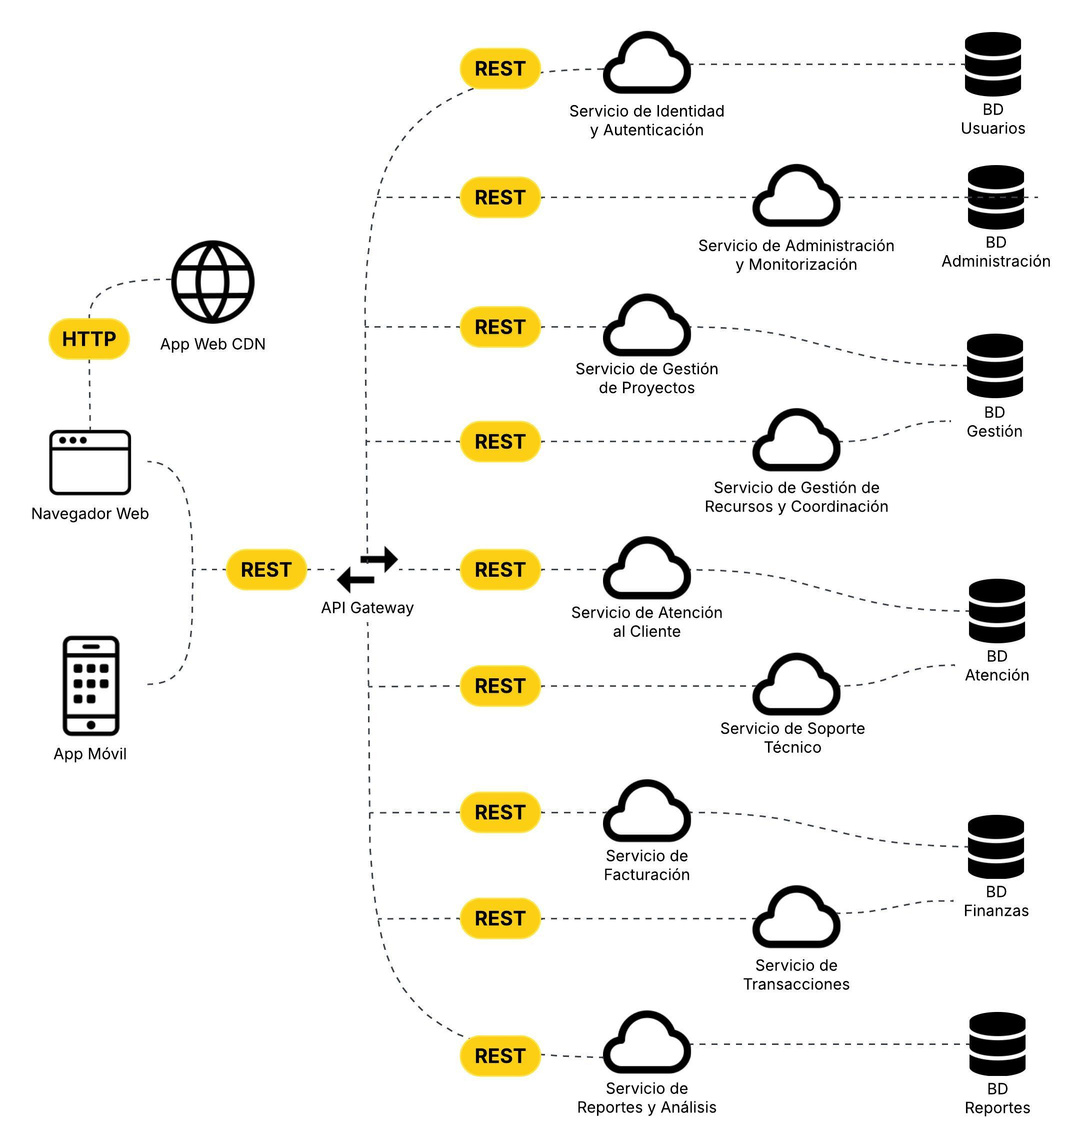 HTTP
App Web CDN
Navegador Web
REST
App Móvil
API Gateway
REST
Servicio de Identidad
y Autenticación
BD
Usuarios
REST
Servicio de Administración
y Monitorización
BD
Administración
REST
Servicio de Gestión
de Proyectos
BD
Gestión
REST
Servicio de Gestión de
Recursos y Coordinación
REST
Servicio de Atención
al Cliente
BD
Atención
REST
Servicio de Soporte
Técnico
REST
Servicio de
Facturación
BD
Finanzas
REST
Servicio de
Transacciones
REST
Servicio de
Reportes y Análisis
BD
Reportes